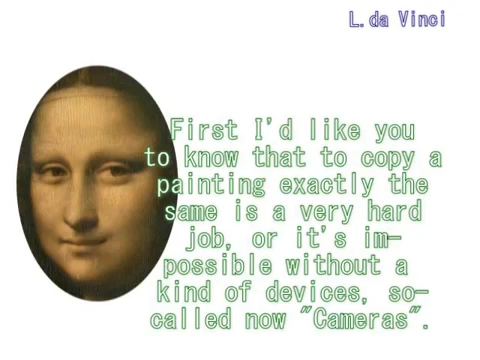 L.da Vinci
First I'd like you
to know that to copy a
painting exactly the
same is a very hard
job, or it's im-
possible without a
kind of devices, so-
called now "Cameras".